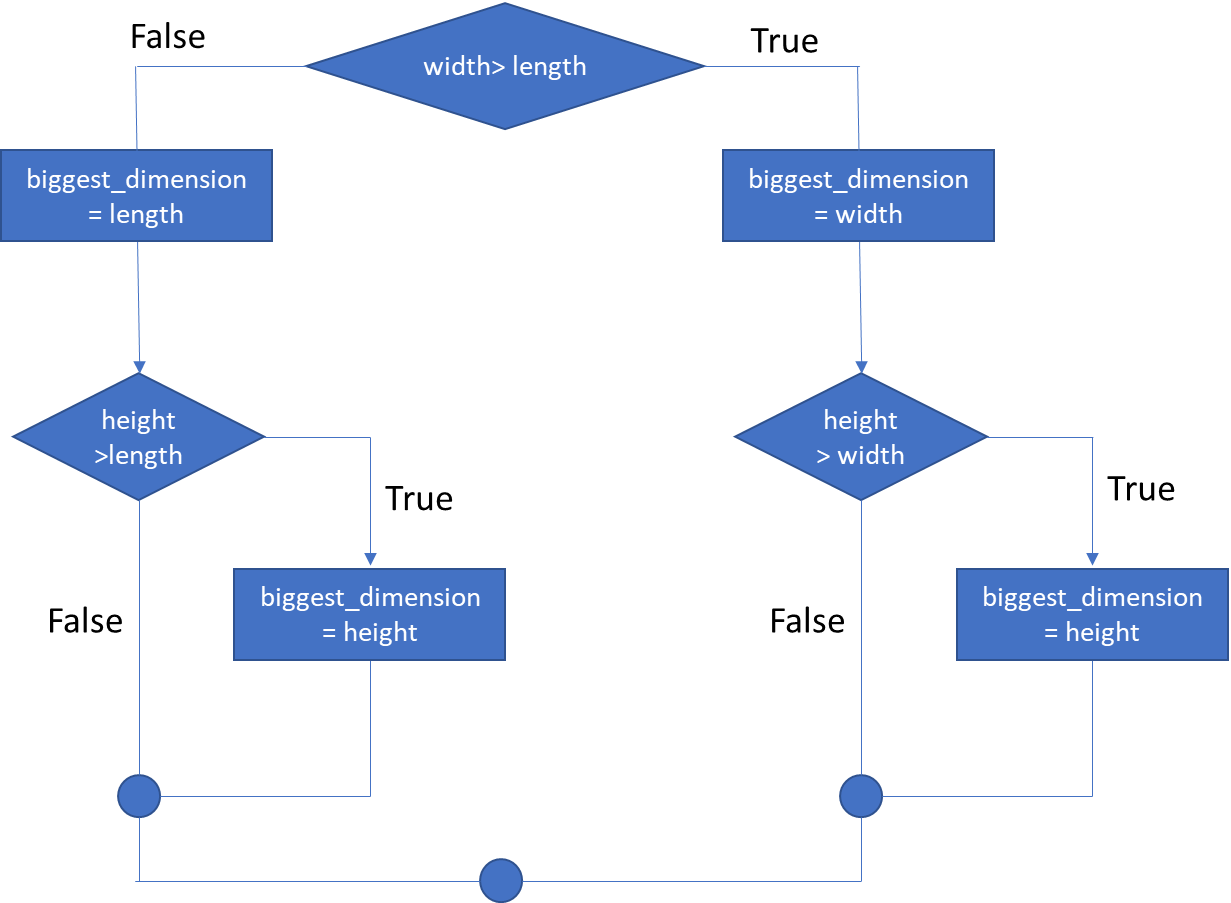 False
width> length
True
biggest_dimension
= length
biggest_dimension
= width
height
>length
True
height
> width
True
False
biggest_dimension
= height
False
biggest_dimension
= height